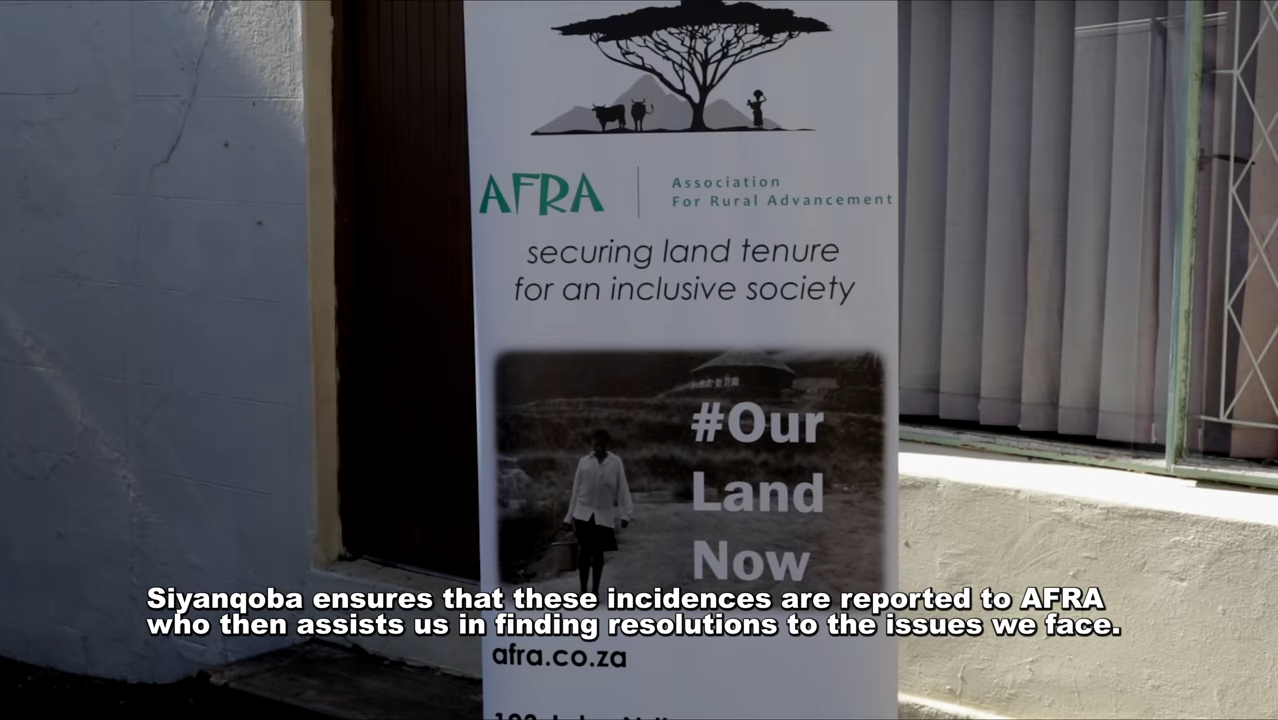 AFRA
Association
For Rural Advancement
securing land tenure
for an inclusive society
#Our
Land
Now
Siyanqoba ensures that these incidences are reported to AFRA
who then assists us in finding resolutions to the issues we face.
afra.co.za